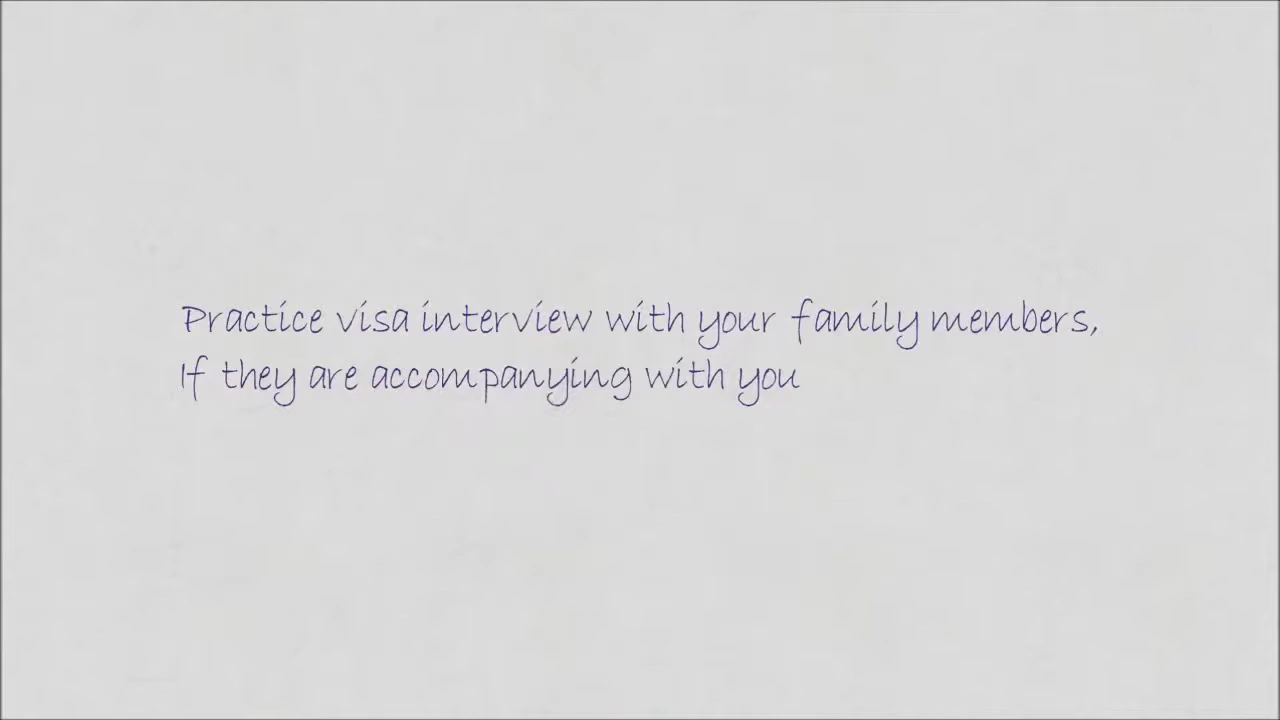 Practice visa interview with your family members,
If they are accompanying with you